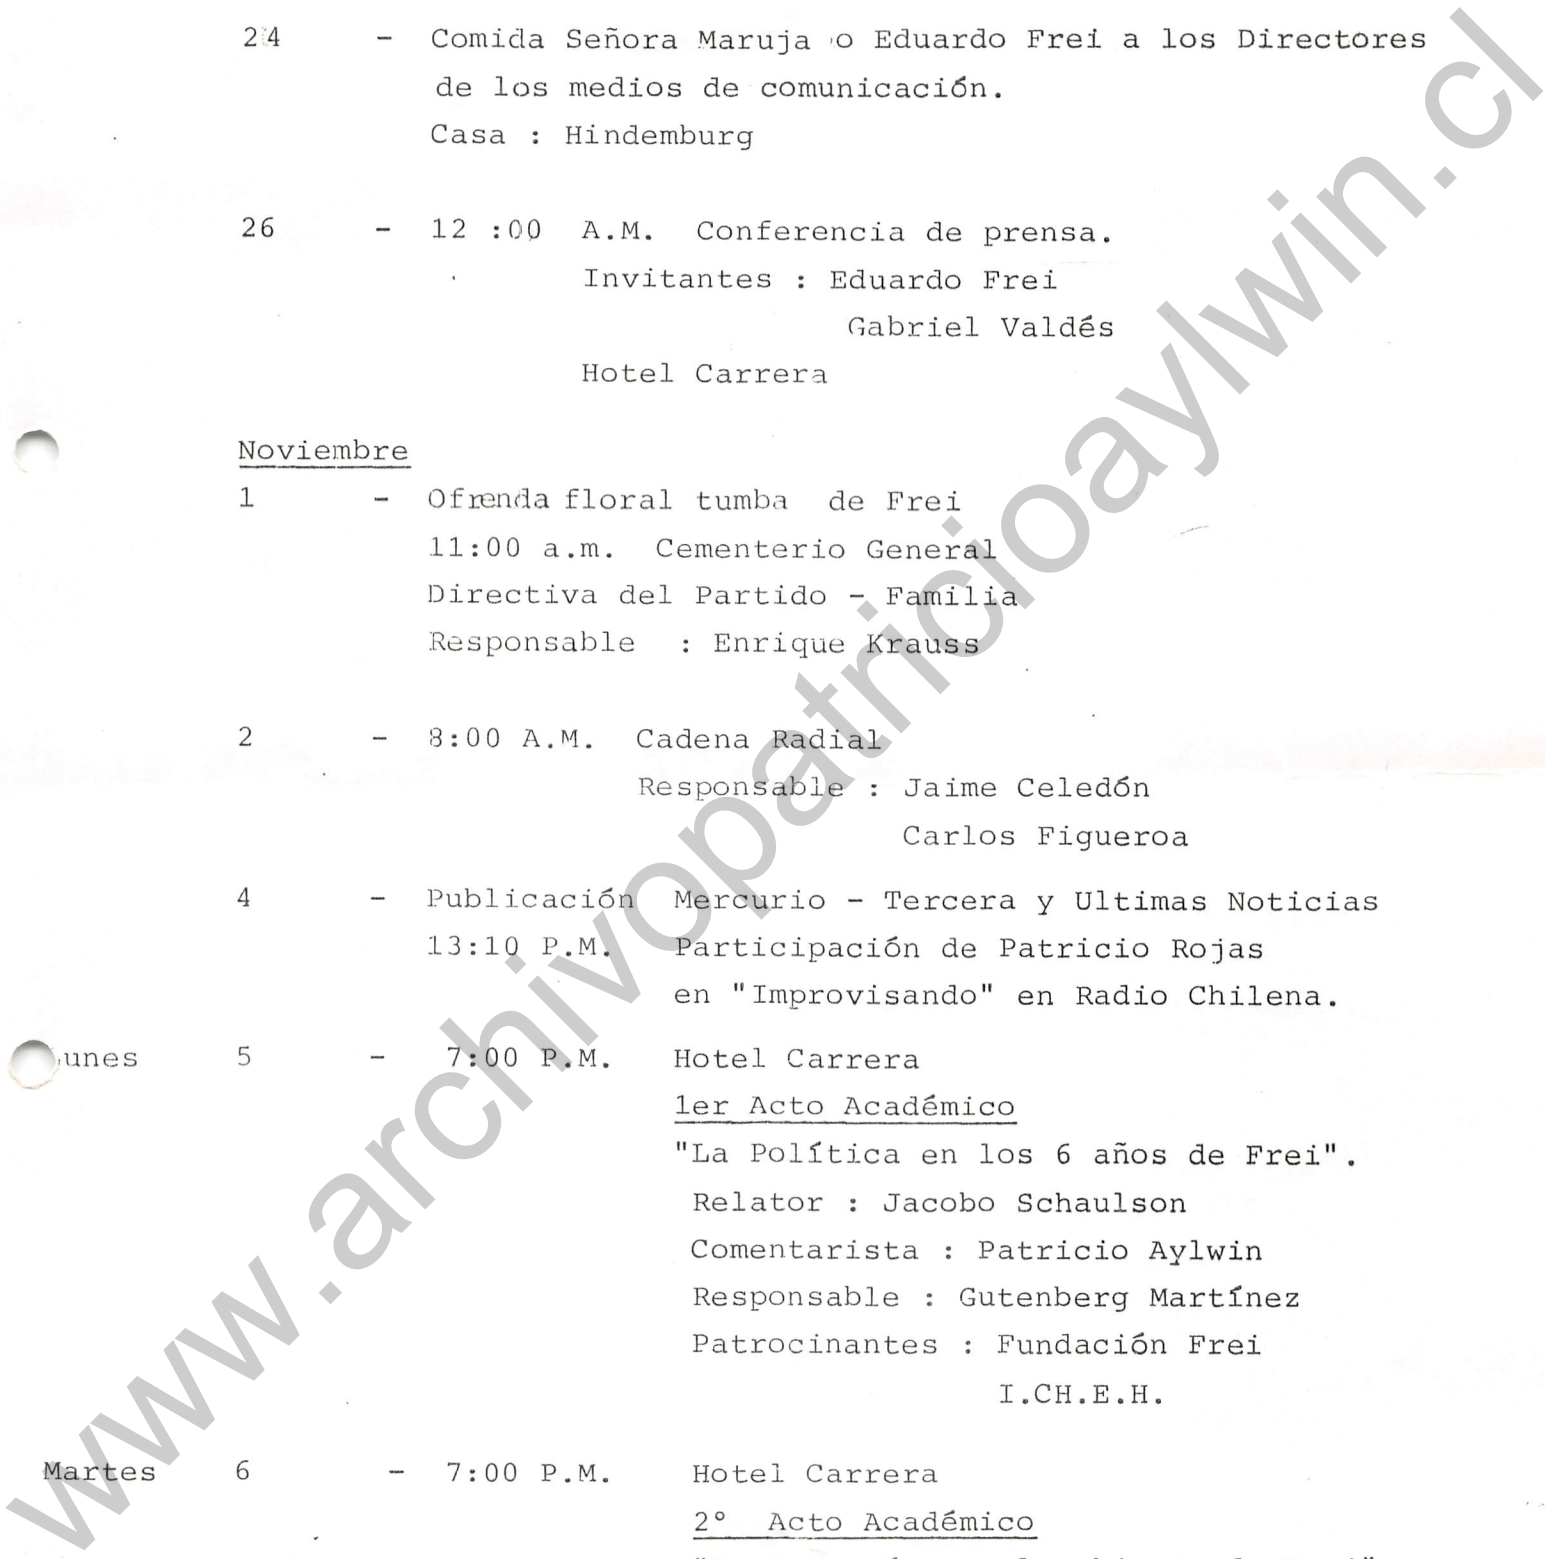 24 - Comida Señora Maruja o Eduardo Frei a los Directores
de los medios de comunicación.
Casa : Hindemburg
26 - 12 :00 A.M. Conferencia de prensa.
Invitantes : Eduardo Frei
Gabriel Valdés
Hotel Carrera
Noviembre
1 - Ofrenda floral tumba de Frei
11:00 a.m. Cementerio General
Directiva del Partido - Familia
Responsable : Enrique Krauss
2 - 8:00 A.M. Cadena Radial
Responsable : Jaime Celedón
Carlos Figueroa
4 - Publicación Mercurio - Tercera y Ultimas Noticias
13:10 P.M. Participación de Patricio Rojas
en "Improvisando" en Radio Chilena.
unes 5 - 7:00 P.M. Hotel Carrera
1er Acto Académico
"La Política en los 6 años de Frei".
Relator : Jacobo Schaulson
Comentarista : Patricio Aylwin
Responsable : Gutenberg Martínez
Patrocinantes : Fundación Frei
I.CH.E.H.
Martes 6 - 7:00 P.M. Hotel Carrera
2° Acto Académico
www.archivopatricioaylwin.cl